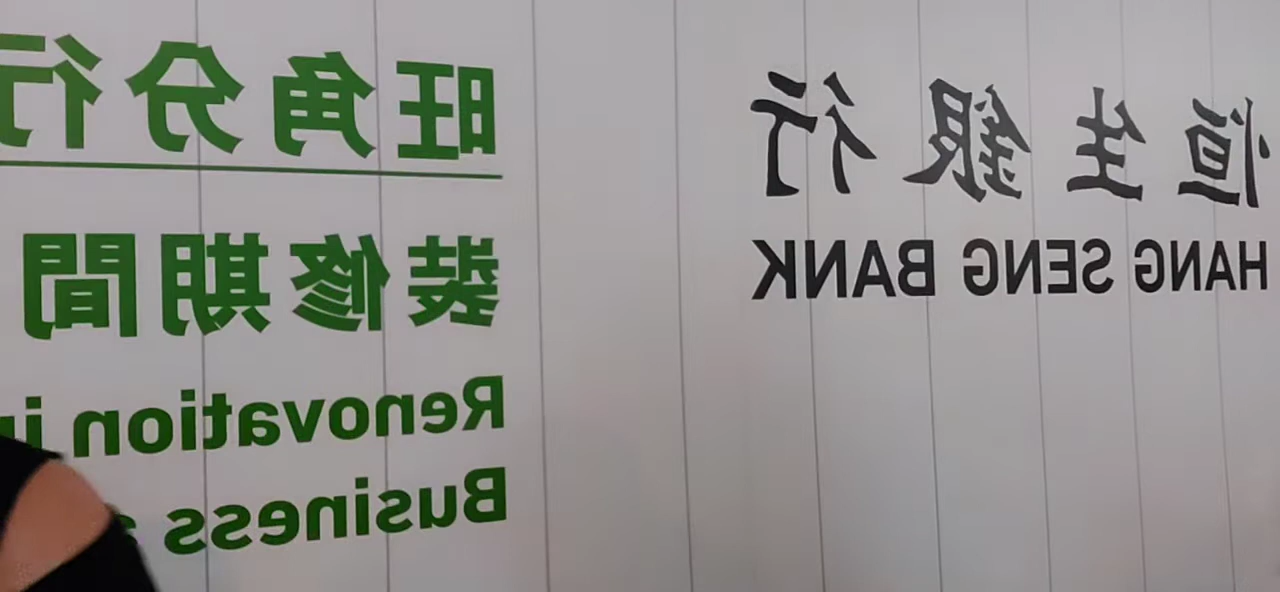 恒生銀行
HANG SENG BANK
旺角分行
裝修期間
Renovation
Business